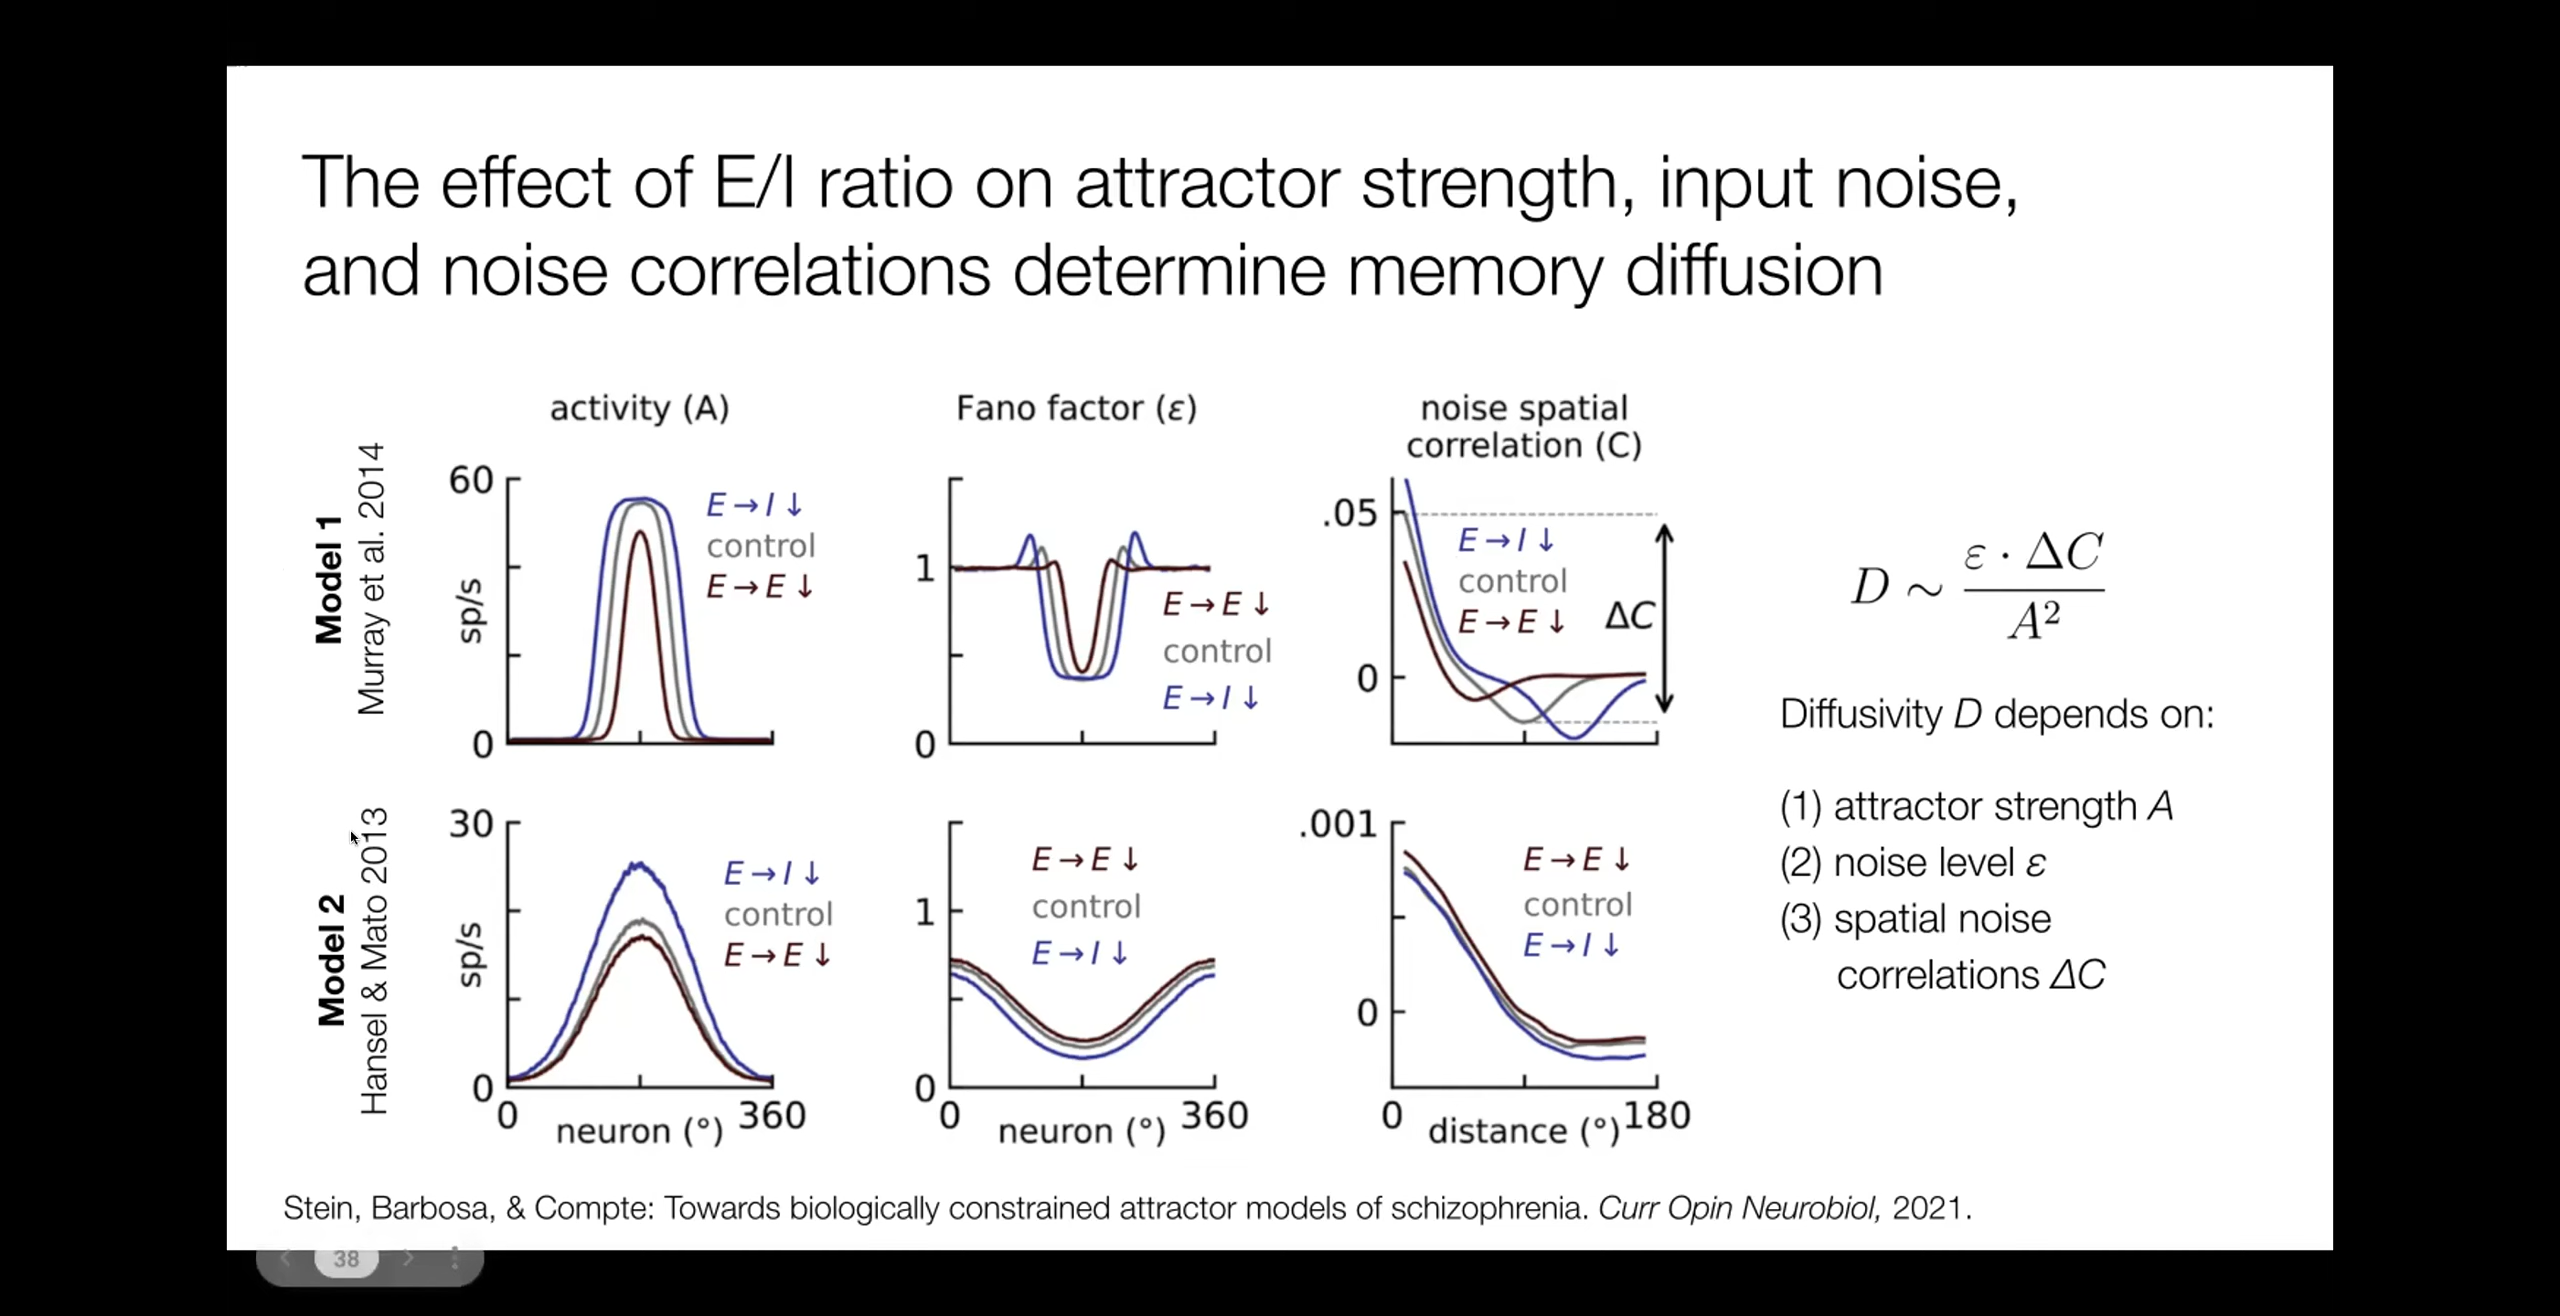 The effect of E/I ratio on attractor strength, input noise,
and noise correlations determine memory diffusion
Model 1
Murray et al. 2014
activity (A)
60
sp/s
0
E→I ↓
control
E→E ↓
Fano factor (ε)
1
0
E→E ↓
control
E→I ↓
noise spatial
correlation (C)
.05
0
E→I ↓
control
E→E ↓
ΔC
Model 2
Hansel & Mato 2013
30
sp/s
0
E→I ↓
control
E→E ↓
0
neuron (°)
360
1
0
E→E ↓
control
E→I ↓
0
neuron (°)
360
.001
0
E→E ↓
control
E→I ↓
0
distance (°)
180
D ~ ε · ΔC / A²
Diffusivity D depends on:
(1) attractor strength A
(2) noise level ε
(3) spatial noise
correlations ΔC
Stein, Barbosa, & Compte: Towards biologically constrained attractor models of schizophrenia. Curr Opin Neurobiol, 2021.
38